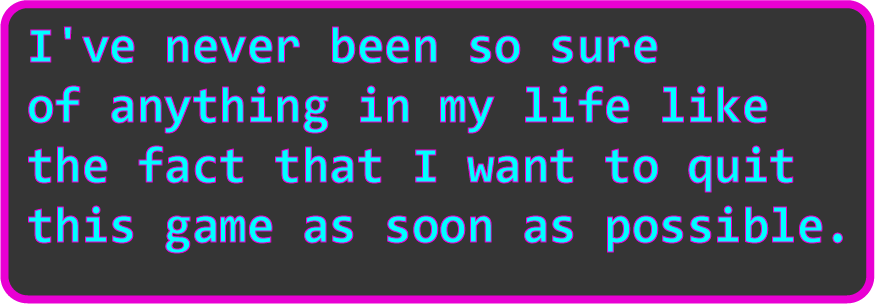 I've never been so sure
of anything in my life like
the fact that I want to quit
this game as soon as possible.